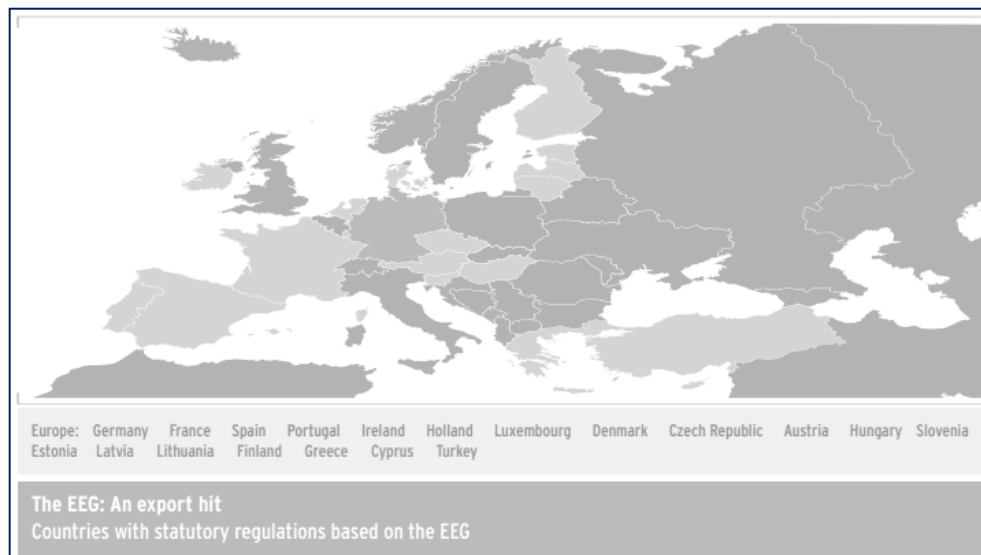 Europe: Germany France Spain Portugal Ireland Holland Luxembourg Denmark Czech Republic Austria Hungary Slovenia
Estonia Latvia Lithuania Finland Greece Cyprus Turkey
The EEG: An export hit
Countries with statutory regulations based on the EEG